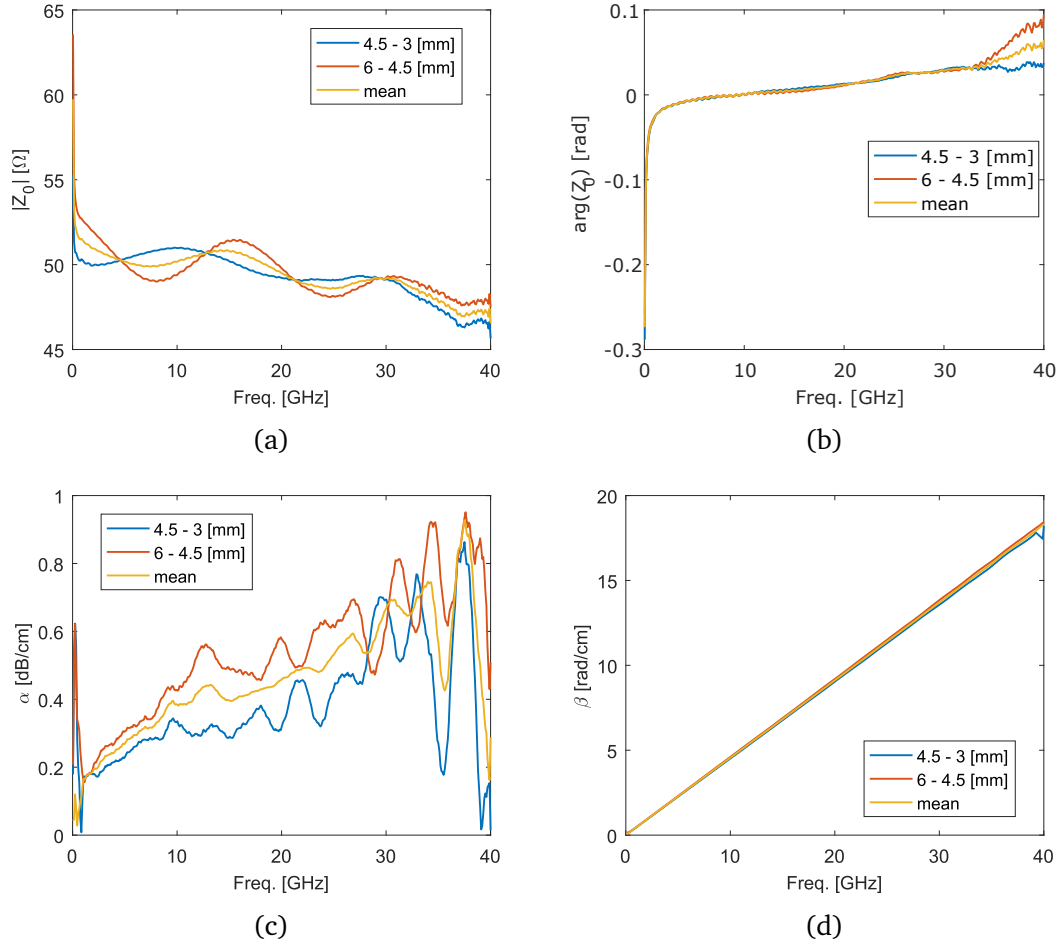 65
60
55
50
45
|Z_0| [Ω]
4.5 - 3 [mm]
6 - 4.5 [mm]
mean
0 10 20 30 40
Freq. [GHz]
(a)
0.1
0
-0.1
-0.2
-0.3
arg(Z_0) [rad]
4.5 - 3 [mm]
6 - 4.5 [mm]
mean
0 10 20 30 40
Freq. [GHz]
(b)
1
0.8
0.6
0.4
0.2
0
α [dB/cm]
4.5 - 3 [mm]
6 - 4.5 [mm]
mean
0 10 20 30 40
Freq. [GHz]
(c)
20
15
10
5
0
β [rad/cm]
4.5 - 3 [mm]
6 - 4.5 [mm]
mean
0 10 20 30 40
Freq. [GHz]
(d)